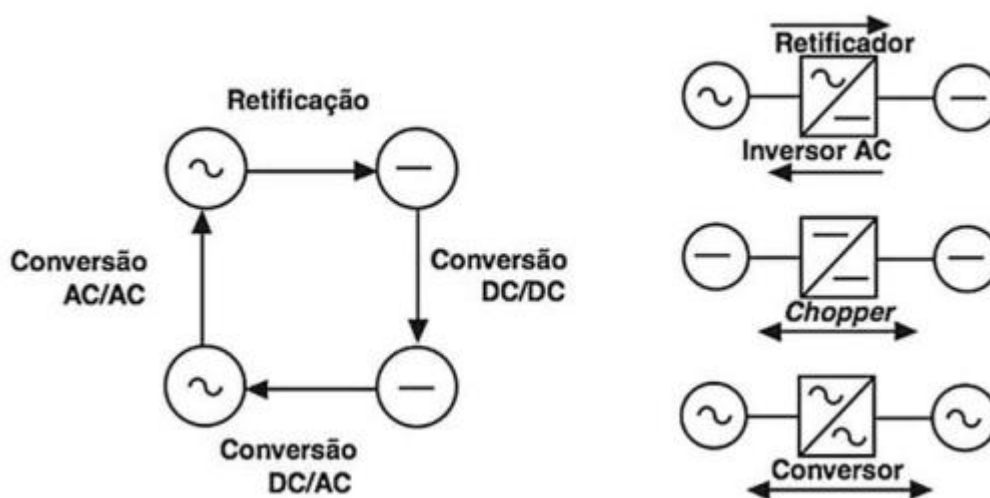 Retificação
Conversão
AC/AC
Conversão
DC/DC
Conversão
DC/AC
Retificador
Inversor AC
Chopper
Conversor